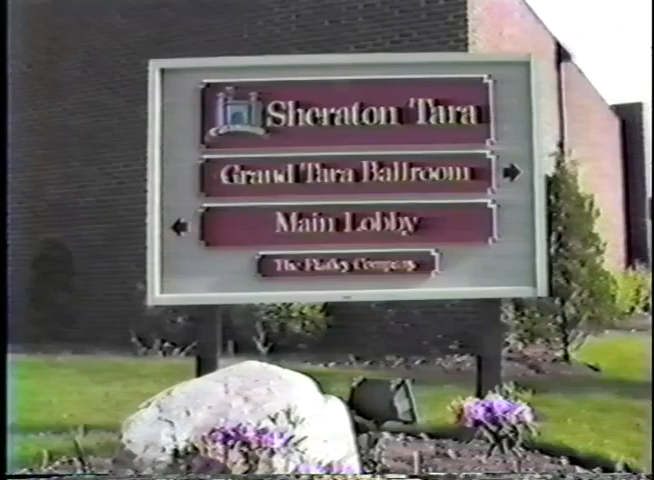 Sheraton Tara
Grand Tara Ballroom
Main Lobby
The Flatley Company